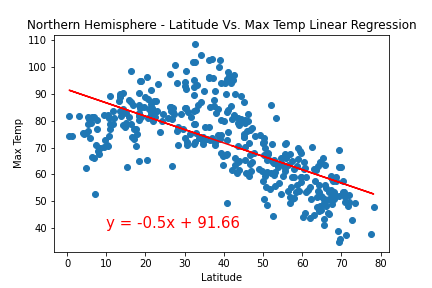 Northern Hemisphere - Latitude Vs. Max Temp Linear Regression
110
100
90
80
70
60
50
40
Max Temp
y = -0.5x + 91.66
0 10 20 30 40 50 60 70 80
Latitude